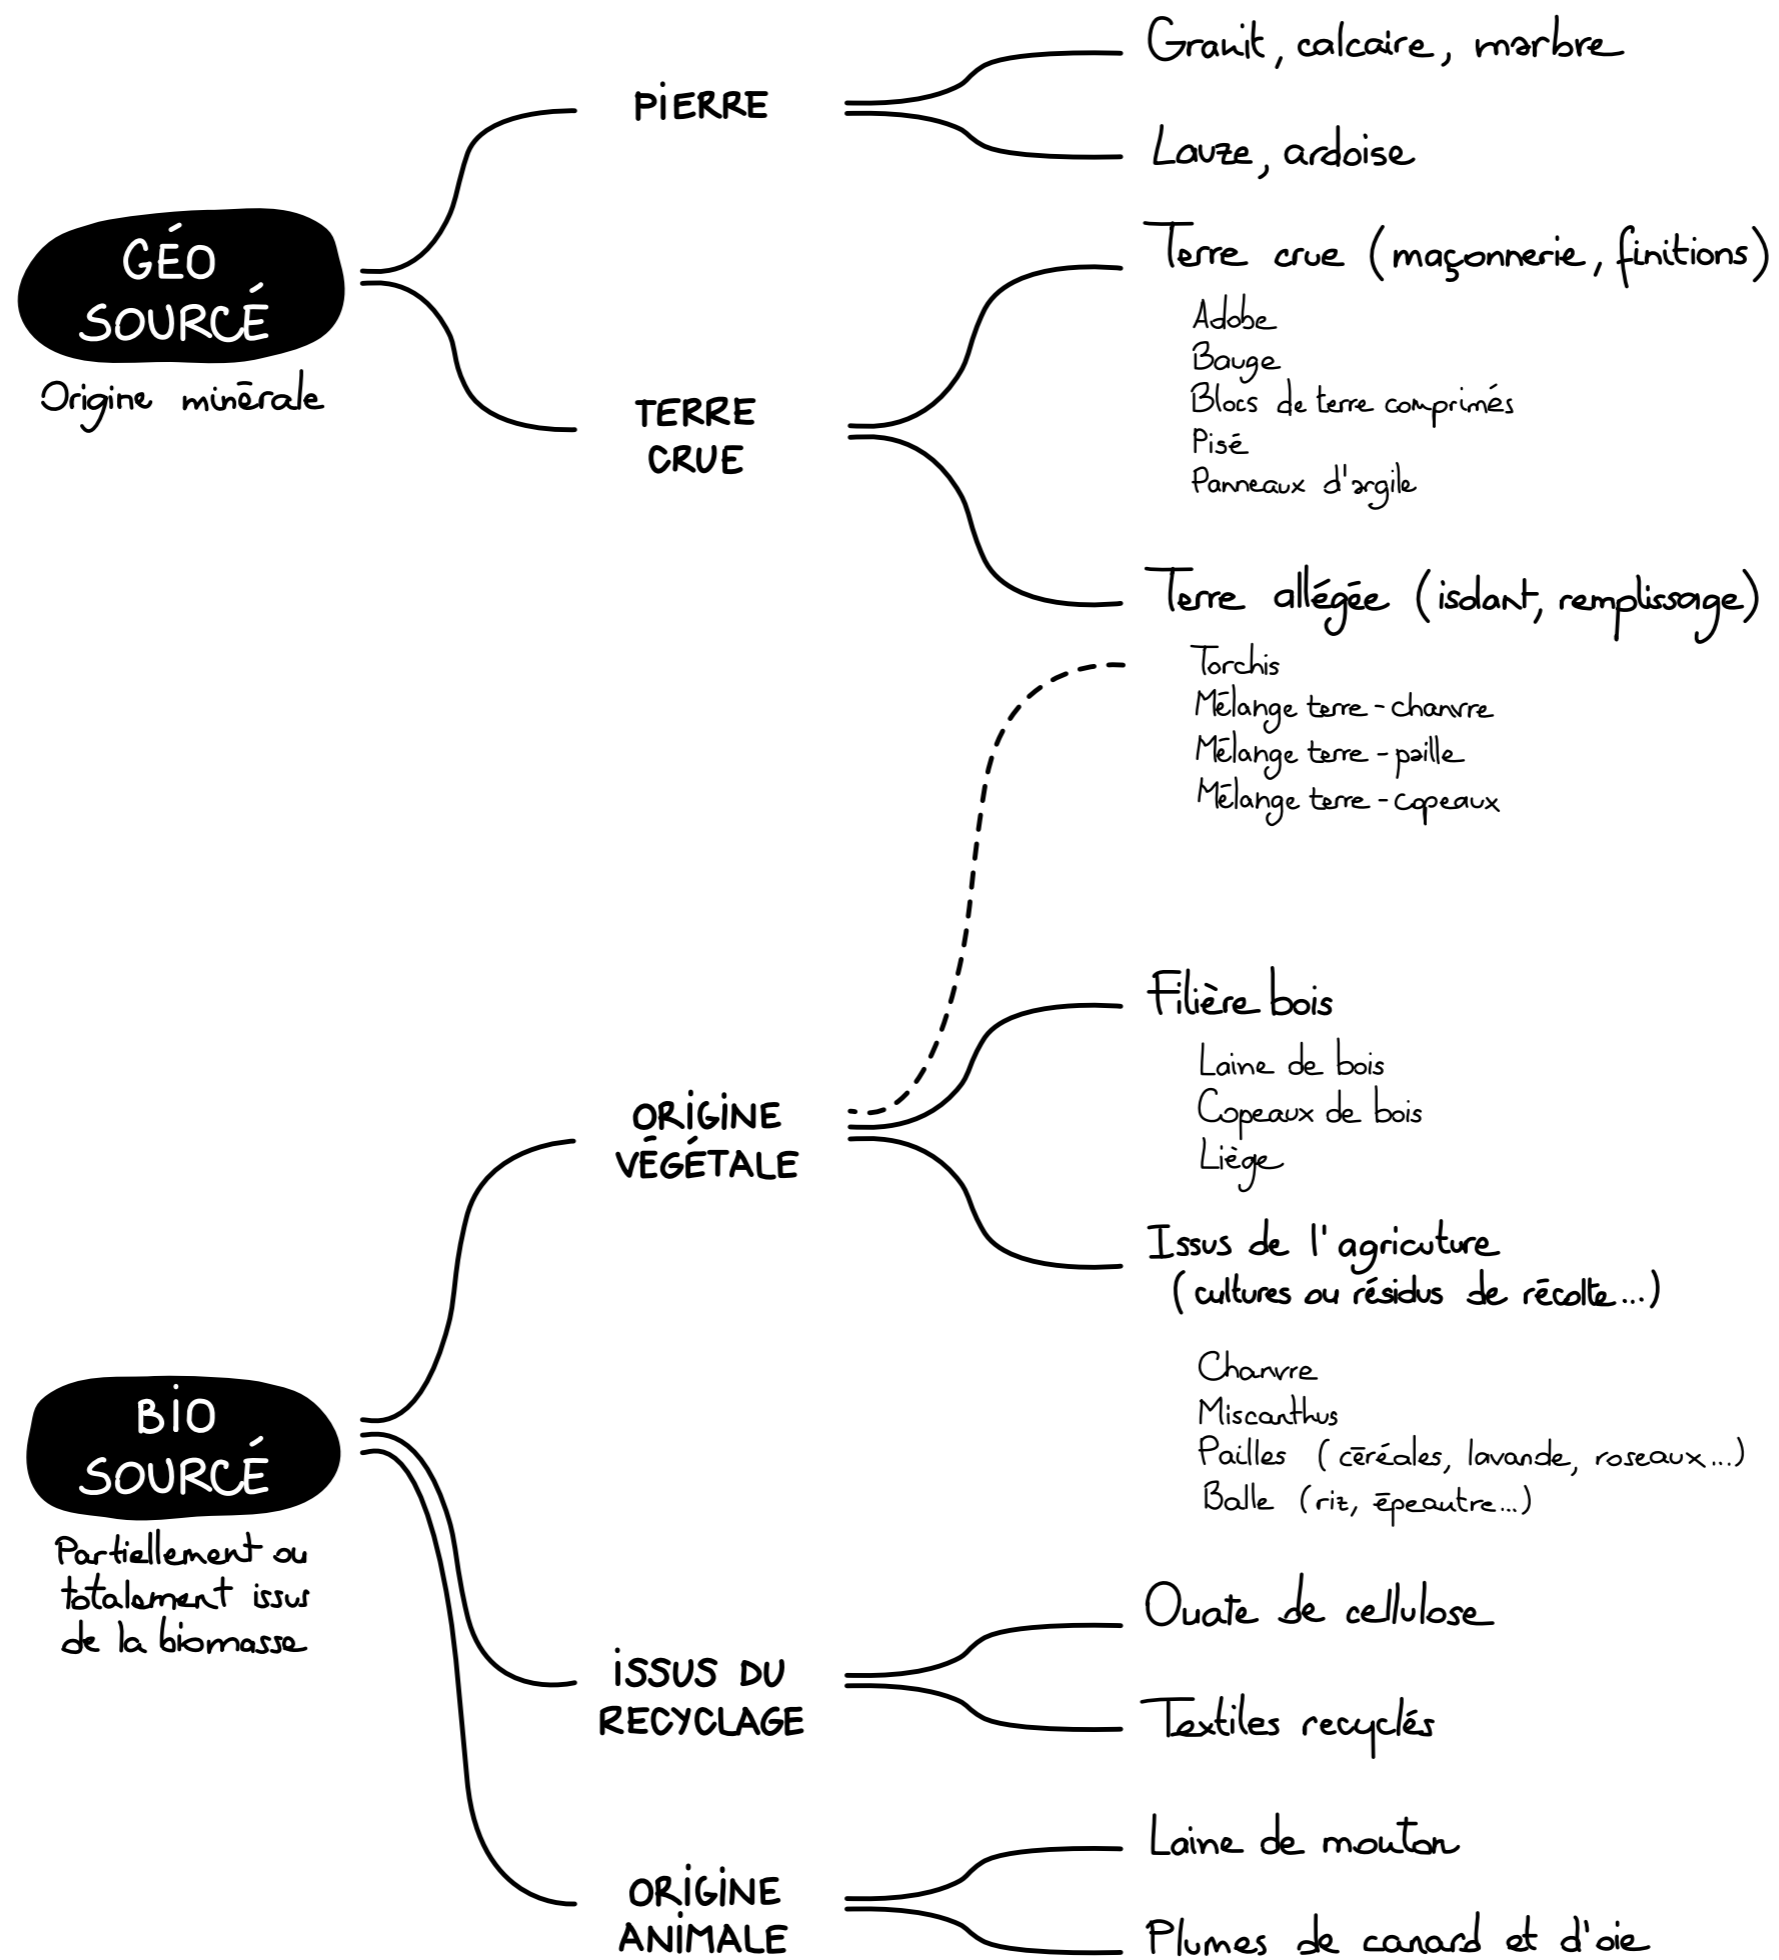 GÉO
SOURCÉ
Origine minérale
PIERRE
Granit, calcaire, marbre
Lauze, ardoise
TERRE
CRUE
Terre crue (maçonnerie, finitions)
Adobe
Bauge
Blocs de terre comprimés
Pisé
Panneaux d'argile
Terre allégée (isolant, remplissage)
Torchis
Mélange terre-chanvre
Mélange terre-paille
Mélange terre-copeaux
BIO
SOURCÉ
Partiellement ou
totalement issus
de la biomasse
ORIGINE
VÉGÉTALE
Filière bois
Laine de bois
Copeaux de bois
Liège
Issus de l'agricuture
(cultures ou résidus de récolte...)
Chanvre
Miscanthus
Pailles (céréales, lavande, roseaux...)
Balle (riz, épeautre...)
ISSUS DU
RECYCLAGE
Ouate de cellulose
Textiles recyclés
ORIGINE
ANIMALE
Laine de mouton
Plumes de canard et d'oie